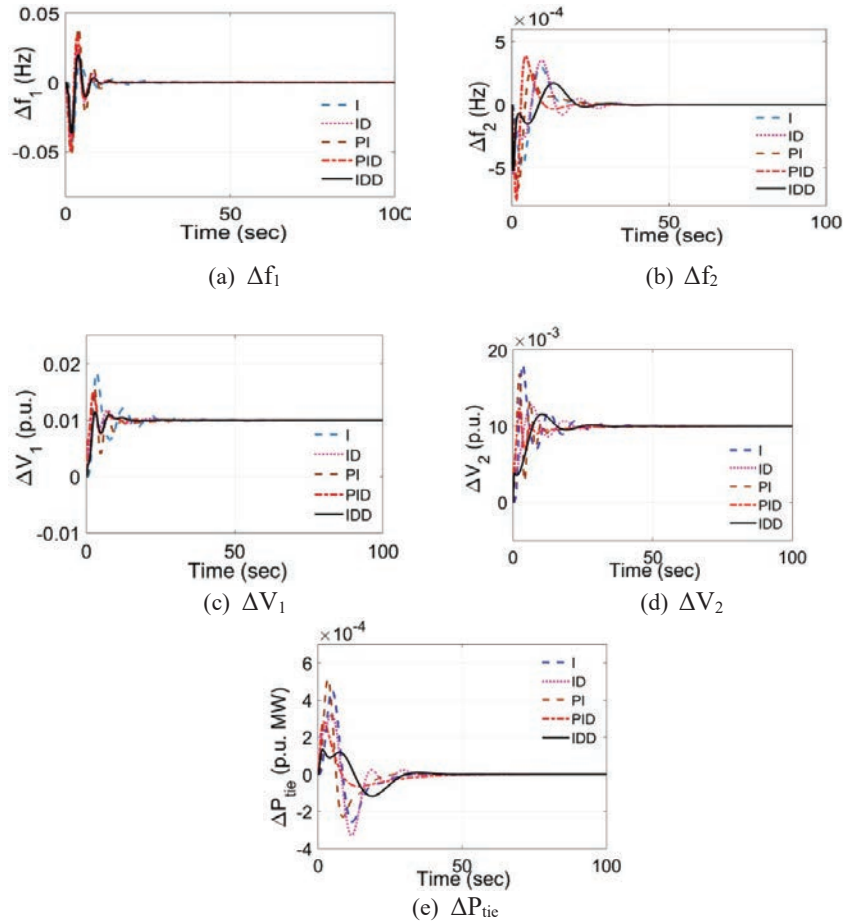 0.05
0
-0.05
Δf₁ (Hz)
I
ID
PI
PID
IDD
0
50
100
Time (sec)
(a) Δf₁
×10⁻⁴
5
0
-5
Δf₂ (Hz)
I
ID
PI
PID
IDD
0
50
100
Time (sec)
(b) Δf₂
0.02
0.01
0
-0.01
ΔV₁ (p.u.)
I
ID
PI
PID
IDD
0
50
100
Time (sec)
(c) ΔV₁
×10⁻³
20
10
0
ΔV₂ (p.u.)
I
ID
PI
PID
IDD
0
50
100
Time (sec)
(d) ΔV₂
×10⁻⁴
6
4
2
0
-2
-4
ΔP_tie (p.u. MW)
I
ID
PI
PID
IDD
0
50
100
Time (sec)
(e) ΔP_tie